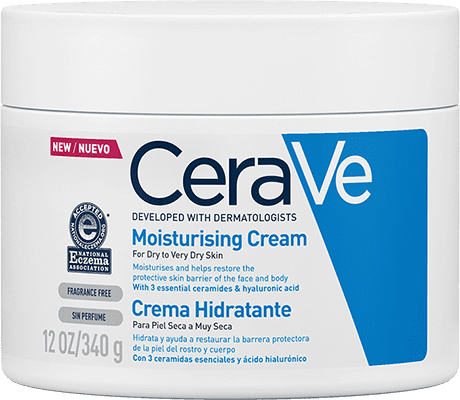 NEW / NUEVO
CeraVe
DEVELOPED WITH DERMATOLOGISTS
Moisturising Cream
For Dry to Very Dry Skin
Moisturises and helps restore the
protective skin barrier of the face and body
With 3 essential ceramides & hyaluronic acid
Crema Hidratante
Para Piel Seca a Muy Seca
Hidrata y ayuda a restaurar la barrera protectora
de la piel del rostro y cuerpo
Con 3 ceramidas esenciales y ácido hialurónico
ACCEPTED
e
NATIONALECZEMA.ORG
NATIONAL
Eczema
ASSOCIATION
FRAGRANCE FREE
SIN PERFUME
12 OZ/340 g